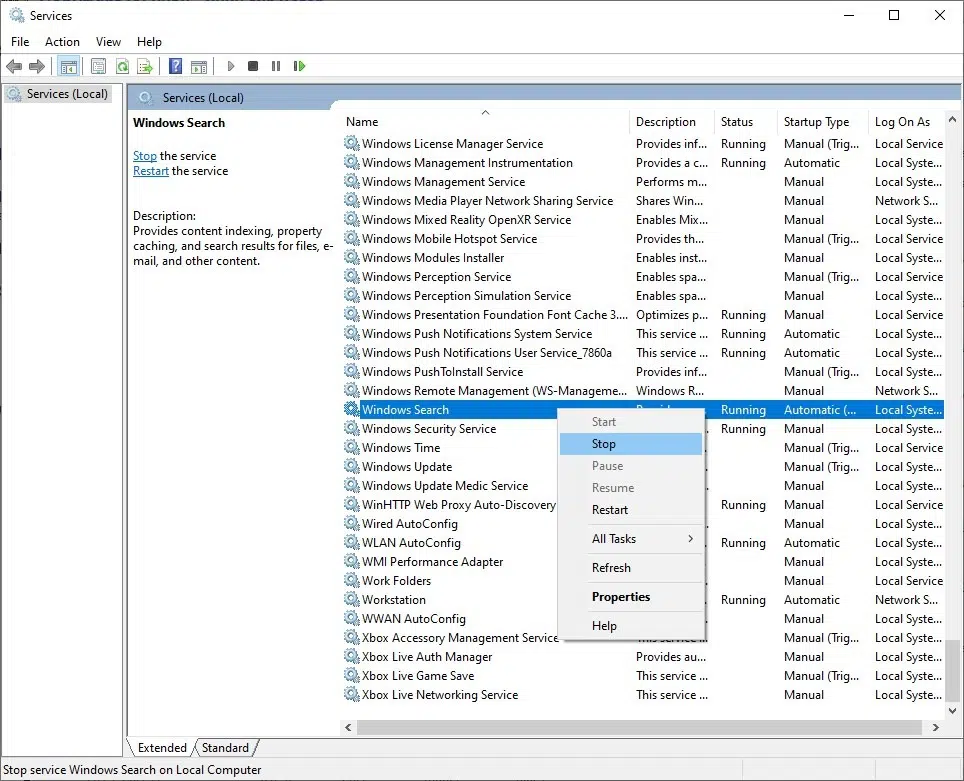 Services
File Action View Help
Services (Local)
Services (Local)
Windows Search
Stop the service
Restart the service
Description:
Provides content indexing, property
caching, and search results for files, e-
mail, and other content.
Name Description Status Startup Type Log On As
Windows License Manager Service Provides inf... Running Manual (Trig... Local Service
Windows Management Instrumentation Provides a c... Running Automatic Local Syste...
Windows Management Service Performs m... Manual Local Syste...
Windows Media Player Network Sharing Service Shares Win... Manual Network S...
Windows Mixed Reality OpenXR Service Enables Mix... Manual Local Syste...
Windows Mobile Hotspot Service Provides th... Manual (Trig... Local Service
Windows Modules Installer Enables inst... Manual Local Syste...
Windows Perception Service Enables spa... Manual (Trig... Local Service
Windows Perception Simulation Service Enables spa... Manual Local Syste...
Windows Presentation Foundation Font Cache 3.... Optimizes p... Running Manual Local Service
Windows Push Notifications System Service This service ... Running Automatic Local Syste...
Windows Push Notifications User Service_7860a This service ... Running Automatic Local Syste...
Windows PushToInstall Service Provides inf... Manual (Trig... Local Syste...
Windows Remote Management (WS-Manageme... Windows R... Manual Network S...
Windows Search Running Automatic (... Local Syste...
Windows Security Service Running Manual Local Syste...
Windows Time Manual (Trig... Local Service
Windows Update Manual (Trig... Local Syste...
Windows Update Medic Service Manual Local Syste...
WinHTTP Web Proxy Auto-Discovery Running Manual Local Service
Wired AutoConfig Manual Local Syste...
WLAN AutoConfig Running Automatic Local Syste...
WMI Performance Adapter Manual Local Syste...
Work Folders Manual Local Service
Workstation Running Automatic Network S...
WWAN AutoConfig Manual Local Syste...
Xbox Accessory Management Service This service ... Manual (Trig... Local Syste...
Xbox Live Auth Manager Provides au... Manual Local Syste...
Xbox Live Game Save This service ... Manual (Trig... Local Syste...
Xbox Live Networking Service This service ... Manual Local Syste...
Start
Stop
Pause
Resume
Restart
All Tasks
Refresh
Properties
Help
Extended Standard
Stop service Windows Search on Local Computer